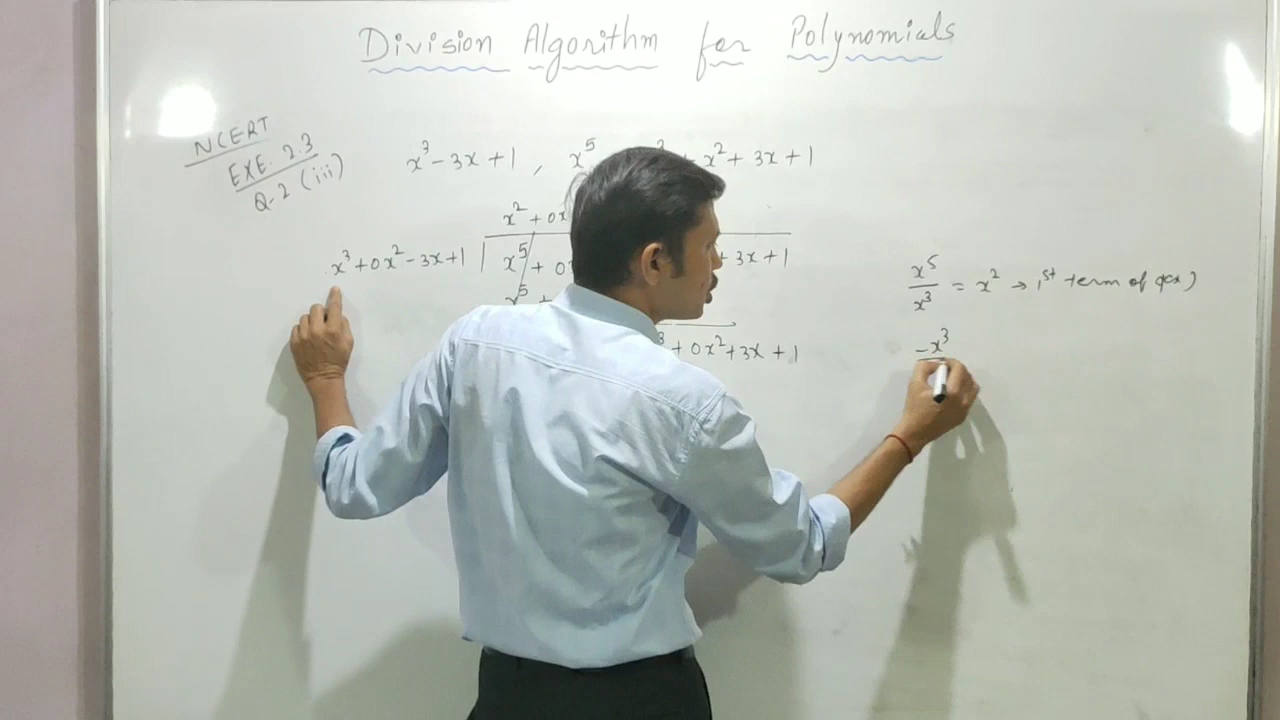 Division Algorithm for Polynomials
NCERT
EXE. 2.3
Q-2 (iii)
x³ - 3x + 1 , x⁵ x² + 3x + 1
x² + 0x
x³ + 0x² - 3x + 1 x⁵ + 0 + 3x + 1
x⁵ +
+ 0x² + 3x + 1
x⁵/x³ = x² → 1st term of q(x)
-x³